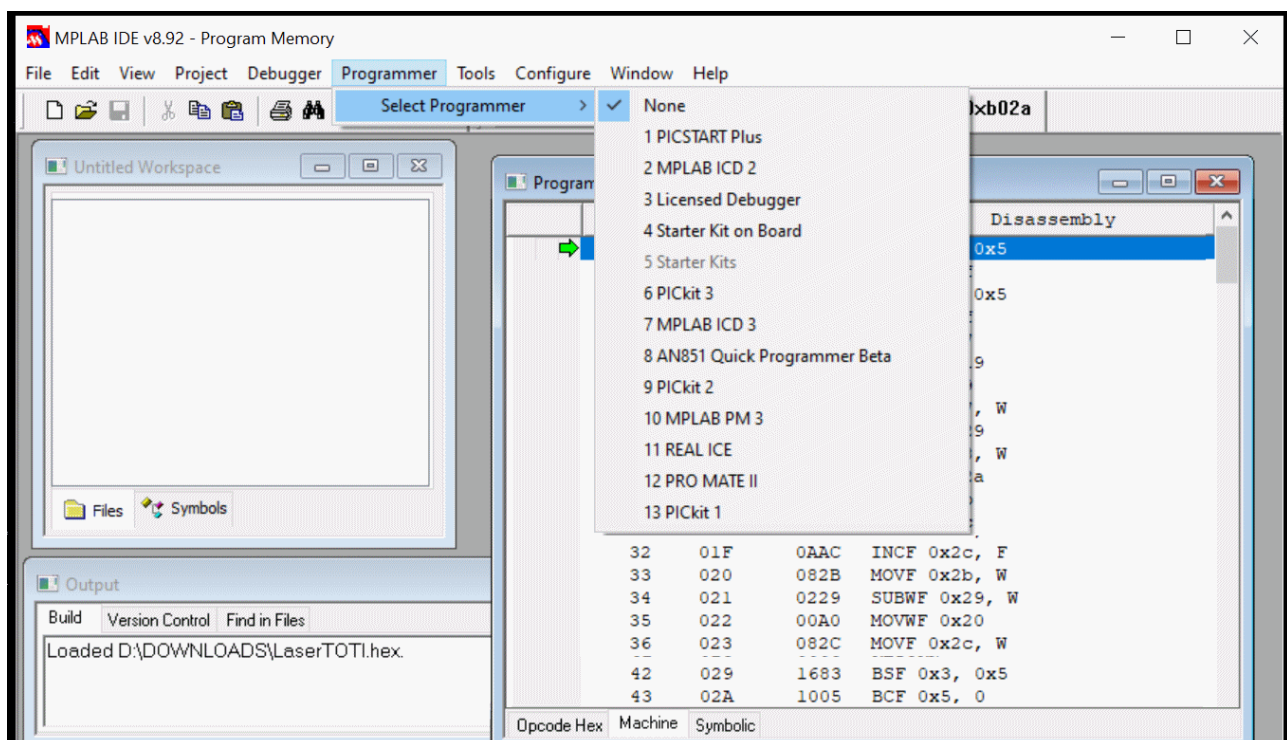 MPLAB IDE v8.92 - Program Memory
File Edit View Project Debugger Programmer Tools Configure Window Help
Select Programmer
None
xb02a
1 PICSTART Plus
2 MPLAB ICD 2
3 Licensed Debugger
4 Starter Kit on Board
5 Starter Kits
6 PICkit 3
7 MPLAB ICD 3
8 AN851 Quick Programmer Beta
9 PICkit 2
10 MPLAB PM 3
11 REAL ICE
12 PRO MATE II
13 PICkit 1
Untitled Workspace
Files Symbols
Program
Disassembly
0x5
0x5
9
, W
9
, W
a
32 01F 0AAC INCF 0x2c, F
33 020 082B MOVF 0x2b, W
34 021 0229 SUBWF 0x29, W
35 022 00A0 MOVWF 0x20
36 023 082C MOVF 0x2c, W
42 029 1683 BSF 0x3, 0x5
43 02A 1005 BCF 0x5, 0
Opcode Hex Machine Symbolic
Output
Build Version Control Find in Files
Loaded D:\DOWNLOADS\LaserTOTI.hex.